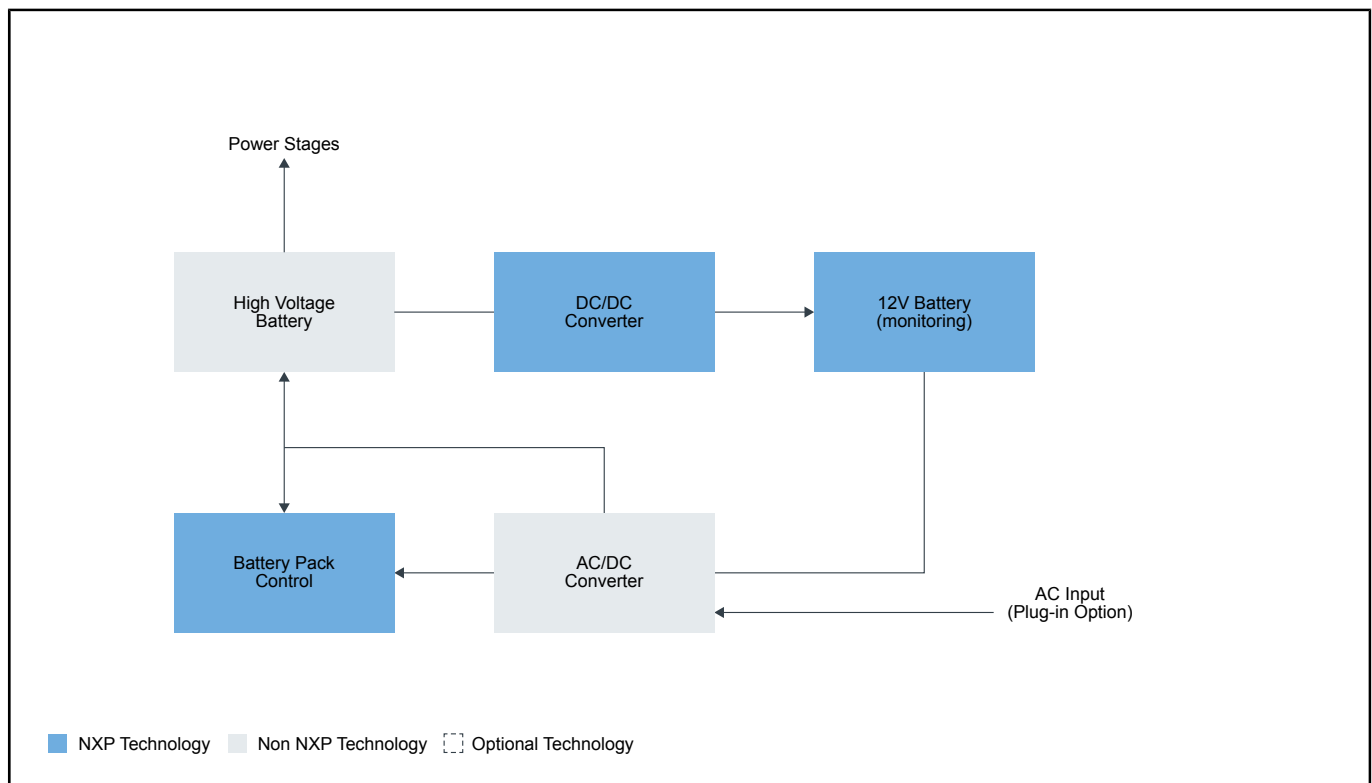 Power Stages
High Voltage
Battery
DC/DC
Converter
12V Battery
(monitoring)
Battery Pack
Control
AC/DC
Converter
AC Input
(Plug-in Option)
NXP Technology
Non NXP Technology
Optional Technology